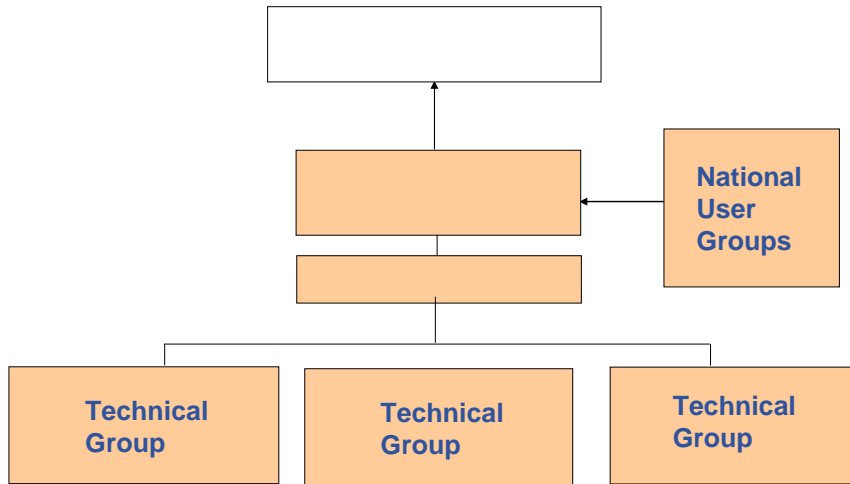 National
User
Groups
Technical
Group
Technical
Group
Technical
Group